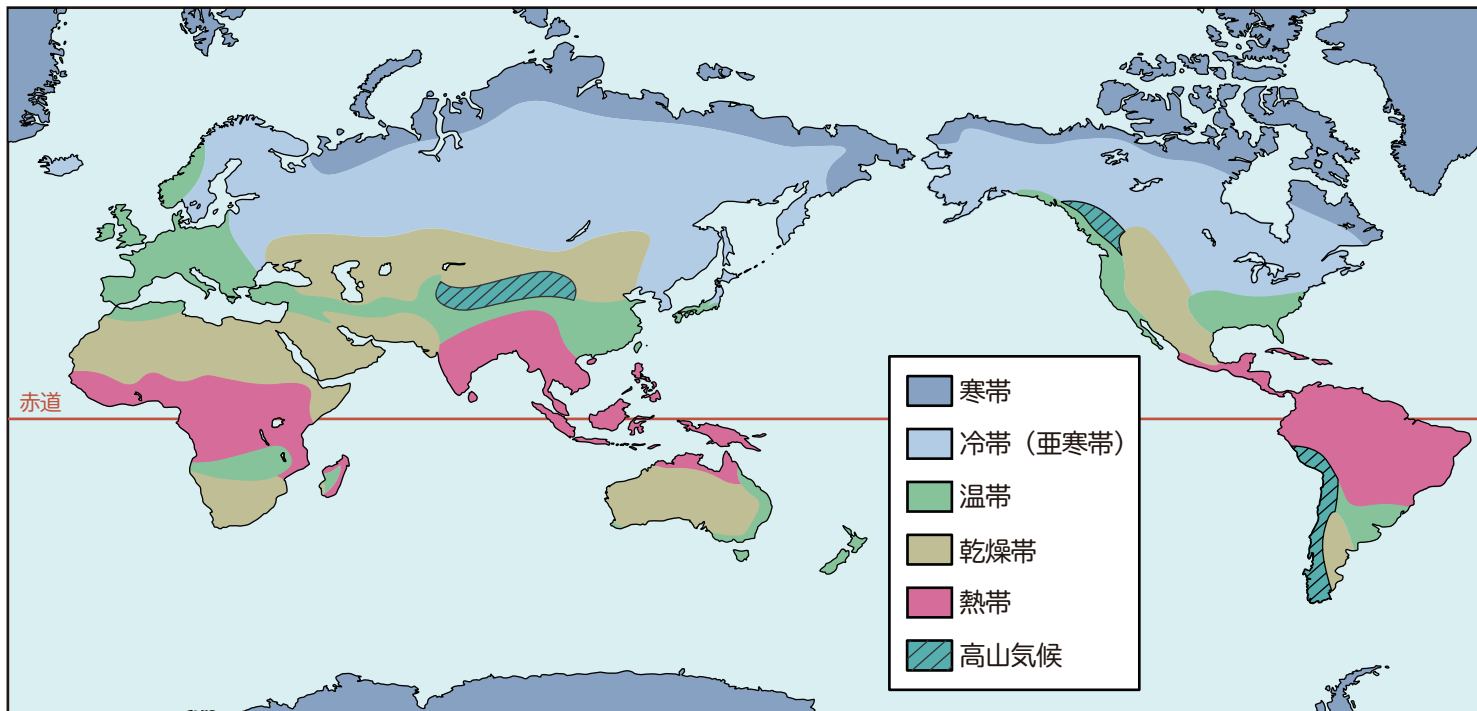 赤道
寒帯
冷帯（亜寒帯）
温帯
乾燥帯
熱帯
高山気候